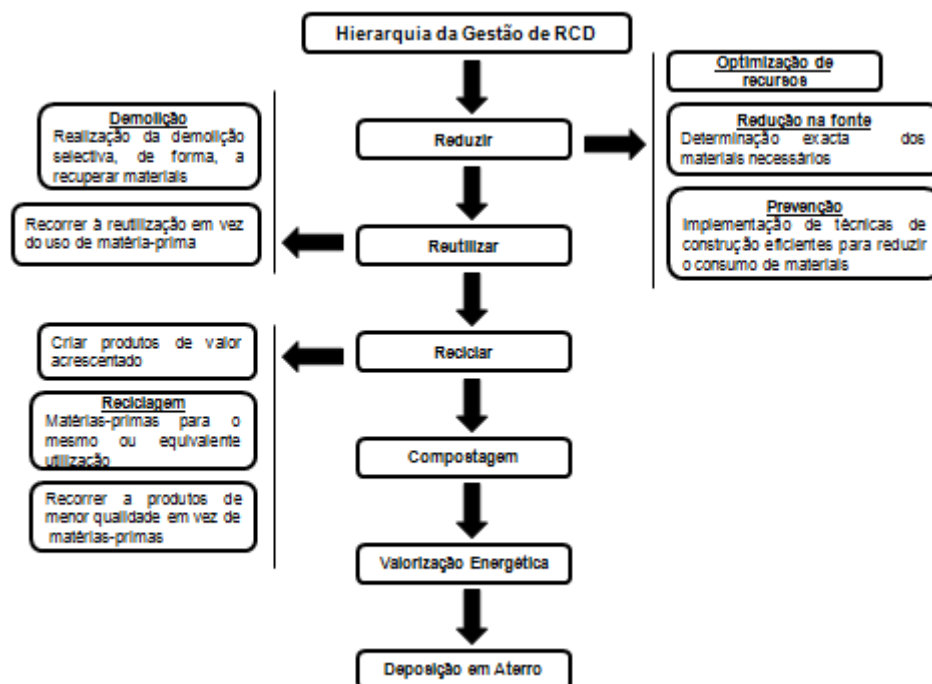 Hierarquia da Gestão de RCD
Optimização de
recursos
Demolição
Realização da demolição
selectiva, de forma, a
recuperar materiais
Reduzir
Redução na fonte
Determinação exacta dos
materiais necessários
Recorrer à reutilização em vez
do uso de matéria-prima
Reutilizar
Prevenção
Implementação de técnicas de
construção eficientes para reduzir
o consumo de materiais
Criar produtos de valor
acrescentado
Reciclar
Reciclagem
Matérias-primas para o
mesmo ou equivalente
utilização
Compostagem
Recorrer a produtos de
menor qualidade em vez de
matérias-primas
Valorização Energética
Deposição em Aterro